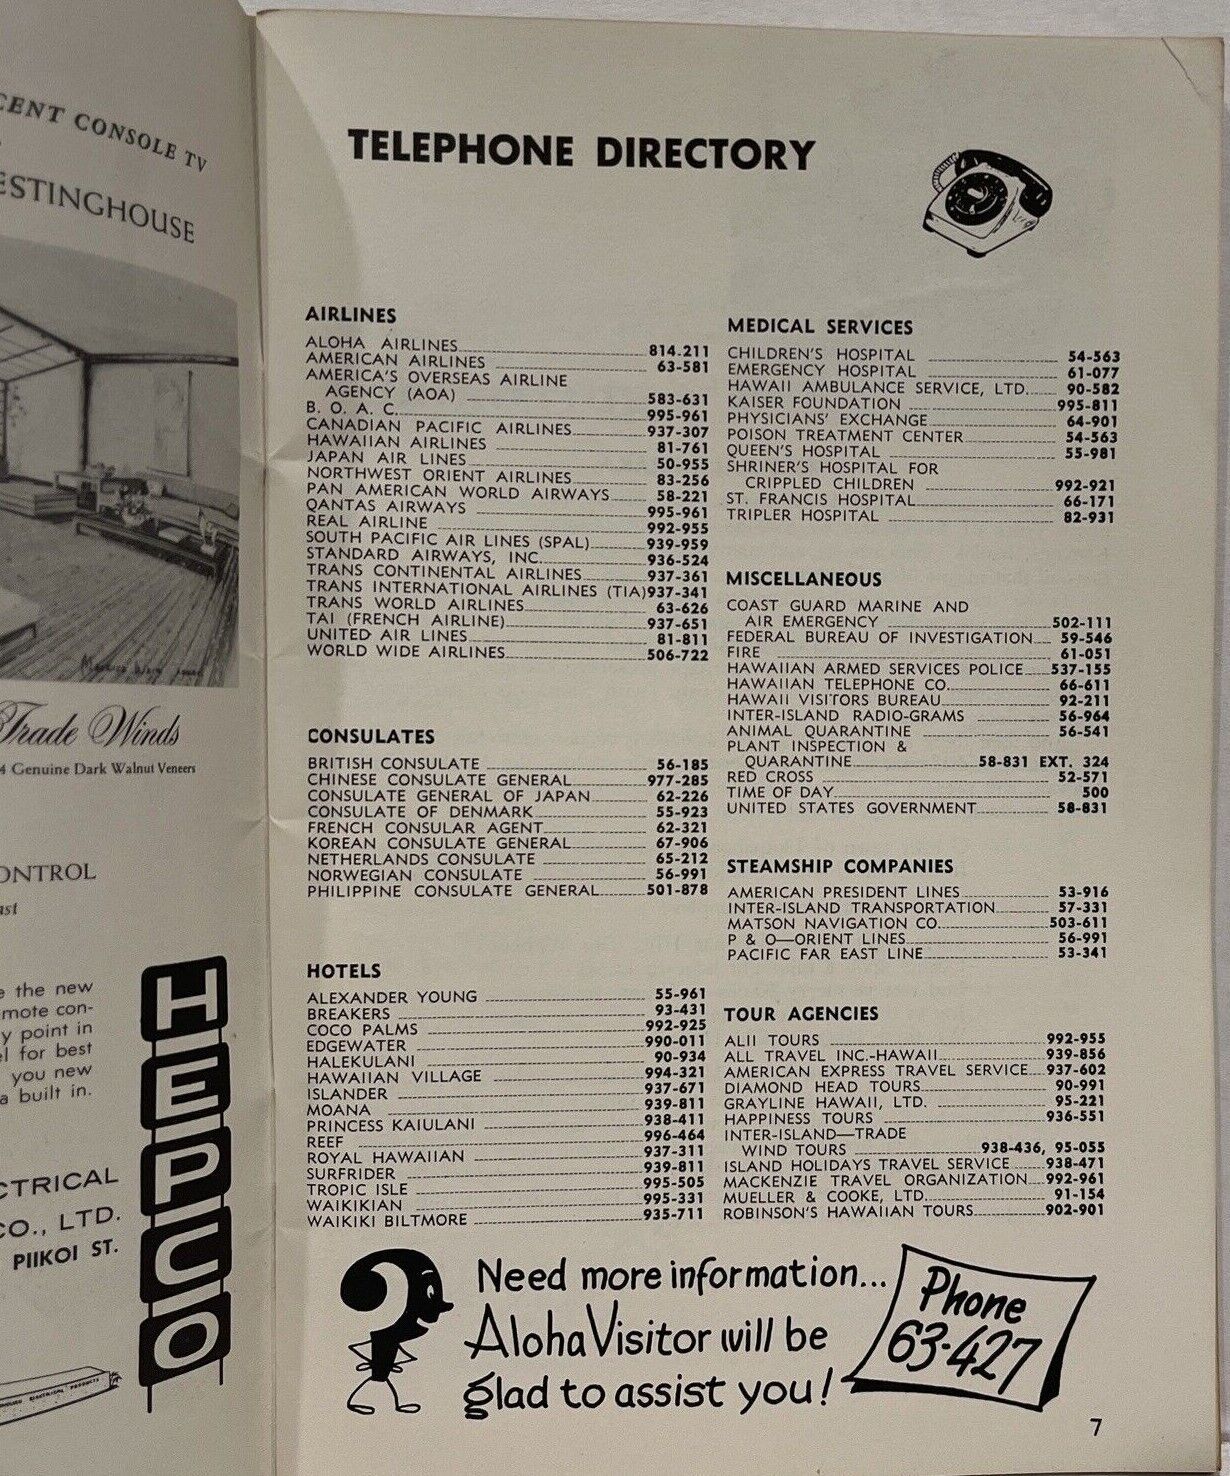 CENT CONSOLE TV
ESTINGHOUSE
Trade Winds
4 Genuine Dark Walnut Veneers
ONTROL
ast
e the new
mote con-
y point in
el for best
you new
a built in.
CTRICAL
CO., LTD.
PIIKOI ST.
HEPCO
TELEPHONE DIRECTORY
AIRLINES
ALOHA AIRLINES 814.211
AMERICAN AIRLINES 63-581
AMERICA'S OVERSEAS AIRLINE
AGENCY (AOA) 583-631
B. O. A. C. 995-961
CANADIAN PACIFIC AIRLINES 937-307
HAWAIIAN AIRLINES 81-761
JAPAN AIR LINES 50-955
NORTHWEST ORIENT AIRLINES 83-256
PAN AMERICAN WORLD AIRWAYS 58-221
QANTAS AIRWAYS 995-961
REAL AIRLINE 992-955
SOUTH PACIFIC AIR LINES (SPAL) 939-959
STANDARD AIRWAYS, INC. 936-524
TRANS CONTINENTAL AIRLINES 937-361
TRANS INTERNATIONAL AIRLINES (TIA) 937-341
TRANS WORLD AIRLINES 63-626
TAI (FRENCH AIRLINE) 937-651
UNITED AIR LINES 81-811
WORLD WIDE AIRLINES 506-722
CONSULATES
BRITISH CONSULATE 56-185
CHINESE CONSULATE GENERAL 977-285
CONSULATE GENERAL OF JAPAN 62-226
CONSULATE OF DENMARK 55-923
FRENCH CONSULAR AGENT 62-321
KOREAN CONSULATE GENERAL 67-906
NETHERLANDS CONSULATE 65-212
NORWEGIAN CONSULATE 56-991
PHILIPPINE CONSULATE GENERAL 501-878
HOTELS
ALEXANDER YOUNG 55-961
BREAKERS 93-431
COCO PALMS 992-925
EDGEWATER 990-011
HALEKULANI 90-934
HAWAIIAN VILLAGE 994-321
ISLANDER 937-671
MOANA 939-811
PRINCESS KAIULANI 938-411
REEF 996-464
ROYAL HAWAIIAN 937-311
SURFRIDER 939-811
TROPIC ISLE 995-505
WAIKIKIAN 995-331
WAIKIKI BILTMORE 935-711
MEDICAL SERVICES
CHILDREN'S HOSPITAL 54-563
EMERGENCY HOSPITAL 61-077
HAWAII AMBULANCE SERVICE, LTD. 90-582
KAISER FOUNDATION 995-811
PHYSICIANS' EXCHANGE 64-901
POISON TREATMENT CENTER 54-563
QUEEN'S HOSPITAL 55-981
SHRINER'S HOSPITAL FOR
CRIPPLED CHILDREN 992-921
ST. FRANCIS HOSPITAL 66-171
TRIPLER HOSPITAL 82-931
MISCELLANEOUS
COAST GUARD MARINE AND
AIR EMERGENCY 502-111
FEDERAL BUREAU OF INVESTIGATION 59-546
FIRE 61-051
HAWAIIAN ARMED SERVICES POLICE 537-155
HAWAIIAN TELEPHONE CO. 66-611
HAWAII VISITORS BUREAU 92-211
INTER-ISLAND RADIO-GRAMS 56-964
ANIMAL QUARANTINE 56-541
PLANT INSPECTION &
QUARANTINE 58-831 EXT. 324
RED CROSS 52-571
TIME OF DAY 500
UNITED STATES GOVERNMENT 58-831
STEAMSHIP COMPANIES
AMERICAN PRESIDENT LINES 53-916
INTER-ISLAND TRANSPORTATION 57-331
MATSON NAVIGATION CO. 503-611
P & O—ORIENT LINES 56-991
PACIFIC FAR EAST LINE 53-341
TOUR AGENCIES
ALII TOURS 992-955
ALL TRAVEL INC.-HAWAII 939-856
AMERICAN EXPRESS TRAVEL SERVICE 937-602
DIAMOND HEAD TOURS 90-991
GRAYLINE HAWAII, LTD. 95-221
HAPPINESS TOURS 936-551
INTER-ISLAND—TRADE
WIND TOURS 938-436, 95-055
ISLAND HOLIDAYS TRAVEL SERVICE 938-471
MACKENZIE TRAVEL ORGANIZATION 992-961
MUELLER & COOKE, LTD. 91-154
ROBINSON'S HAWAIIAN TOURS 902-901
Need more information...
Aloha Visitor will be
glad to assist you!
Phone
63-427
7